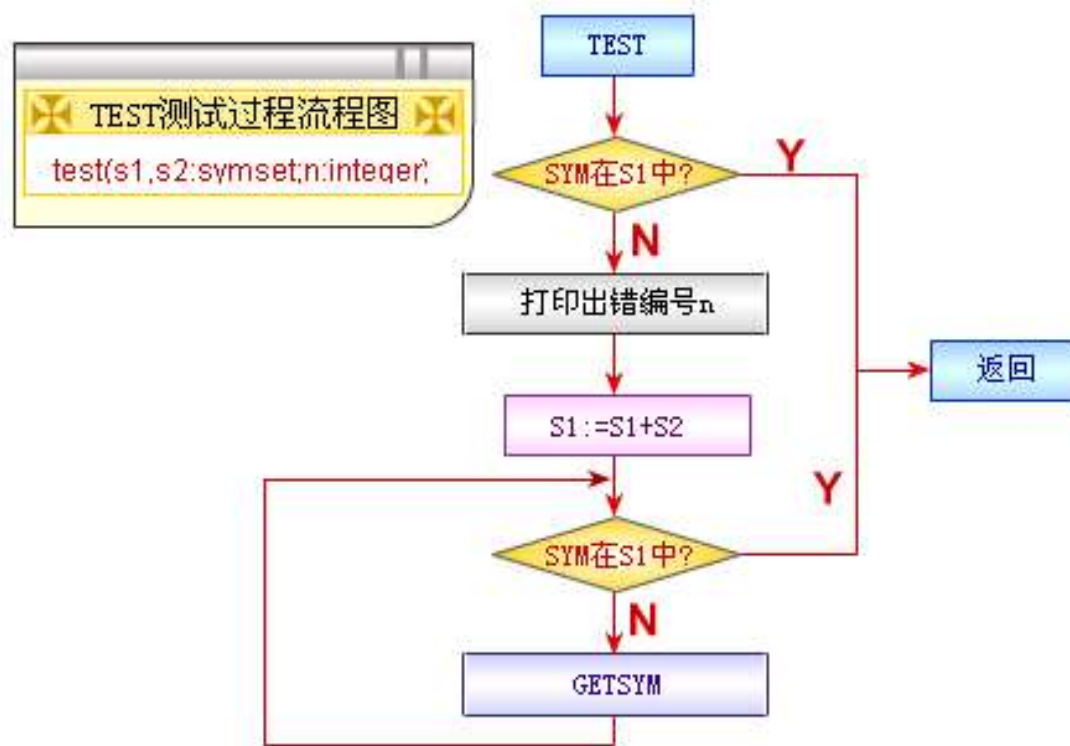 TEST测试过程流程图
test(s1,s2:symset;n:integer)
TEST
SYM在S1中?
Y
N
打印出错编号n
返回
S1:=S1+S2
Y
SYM在S1中?
N
GETSYM